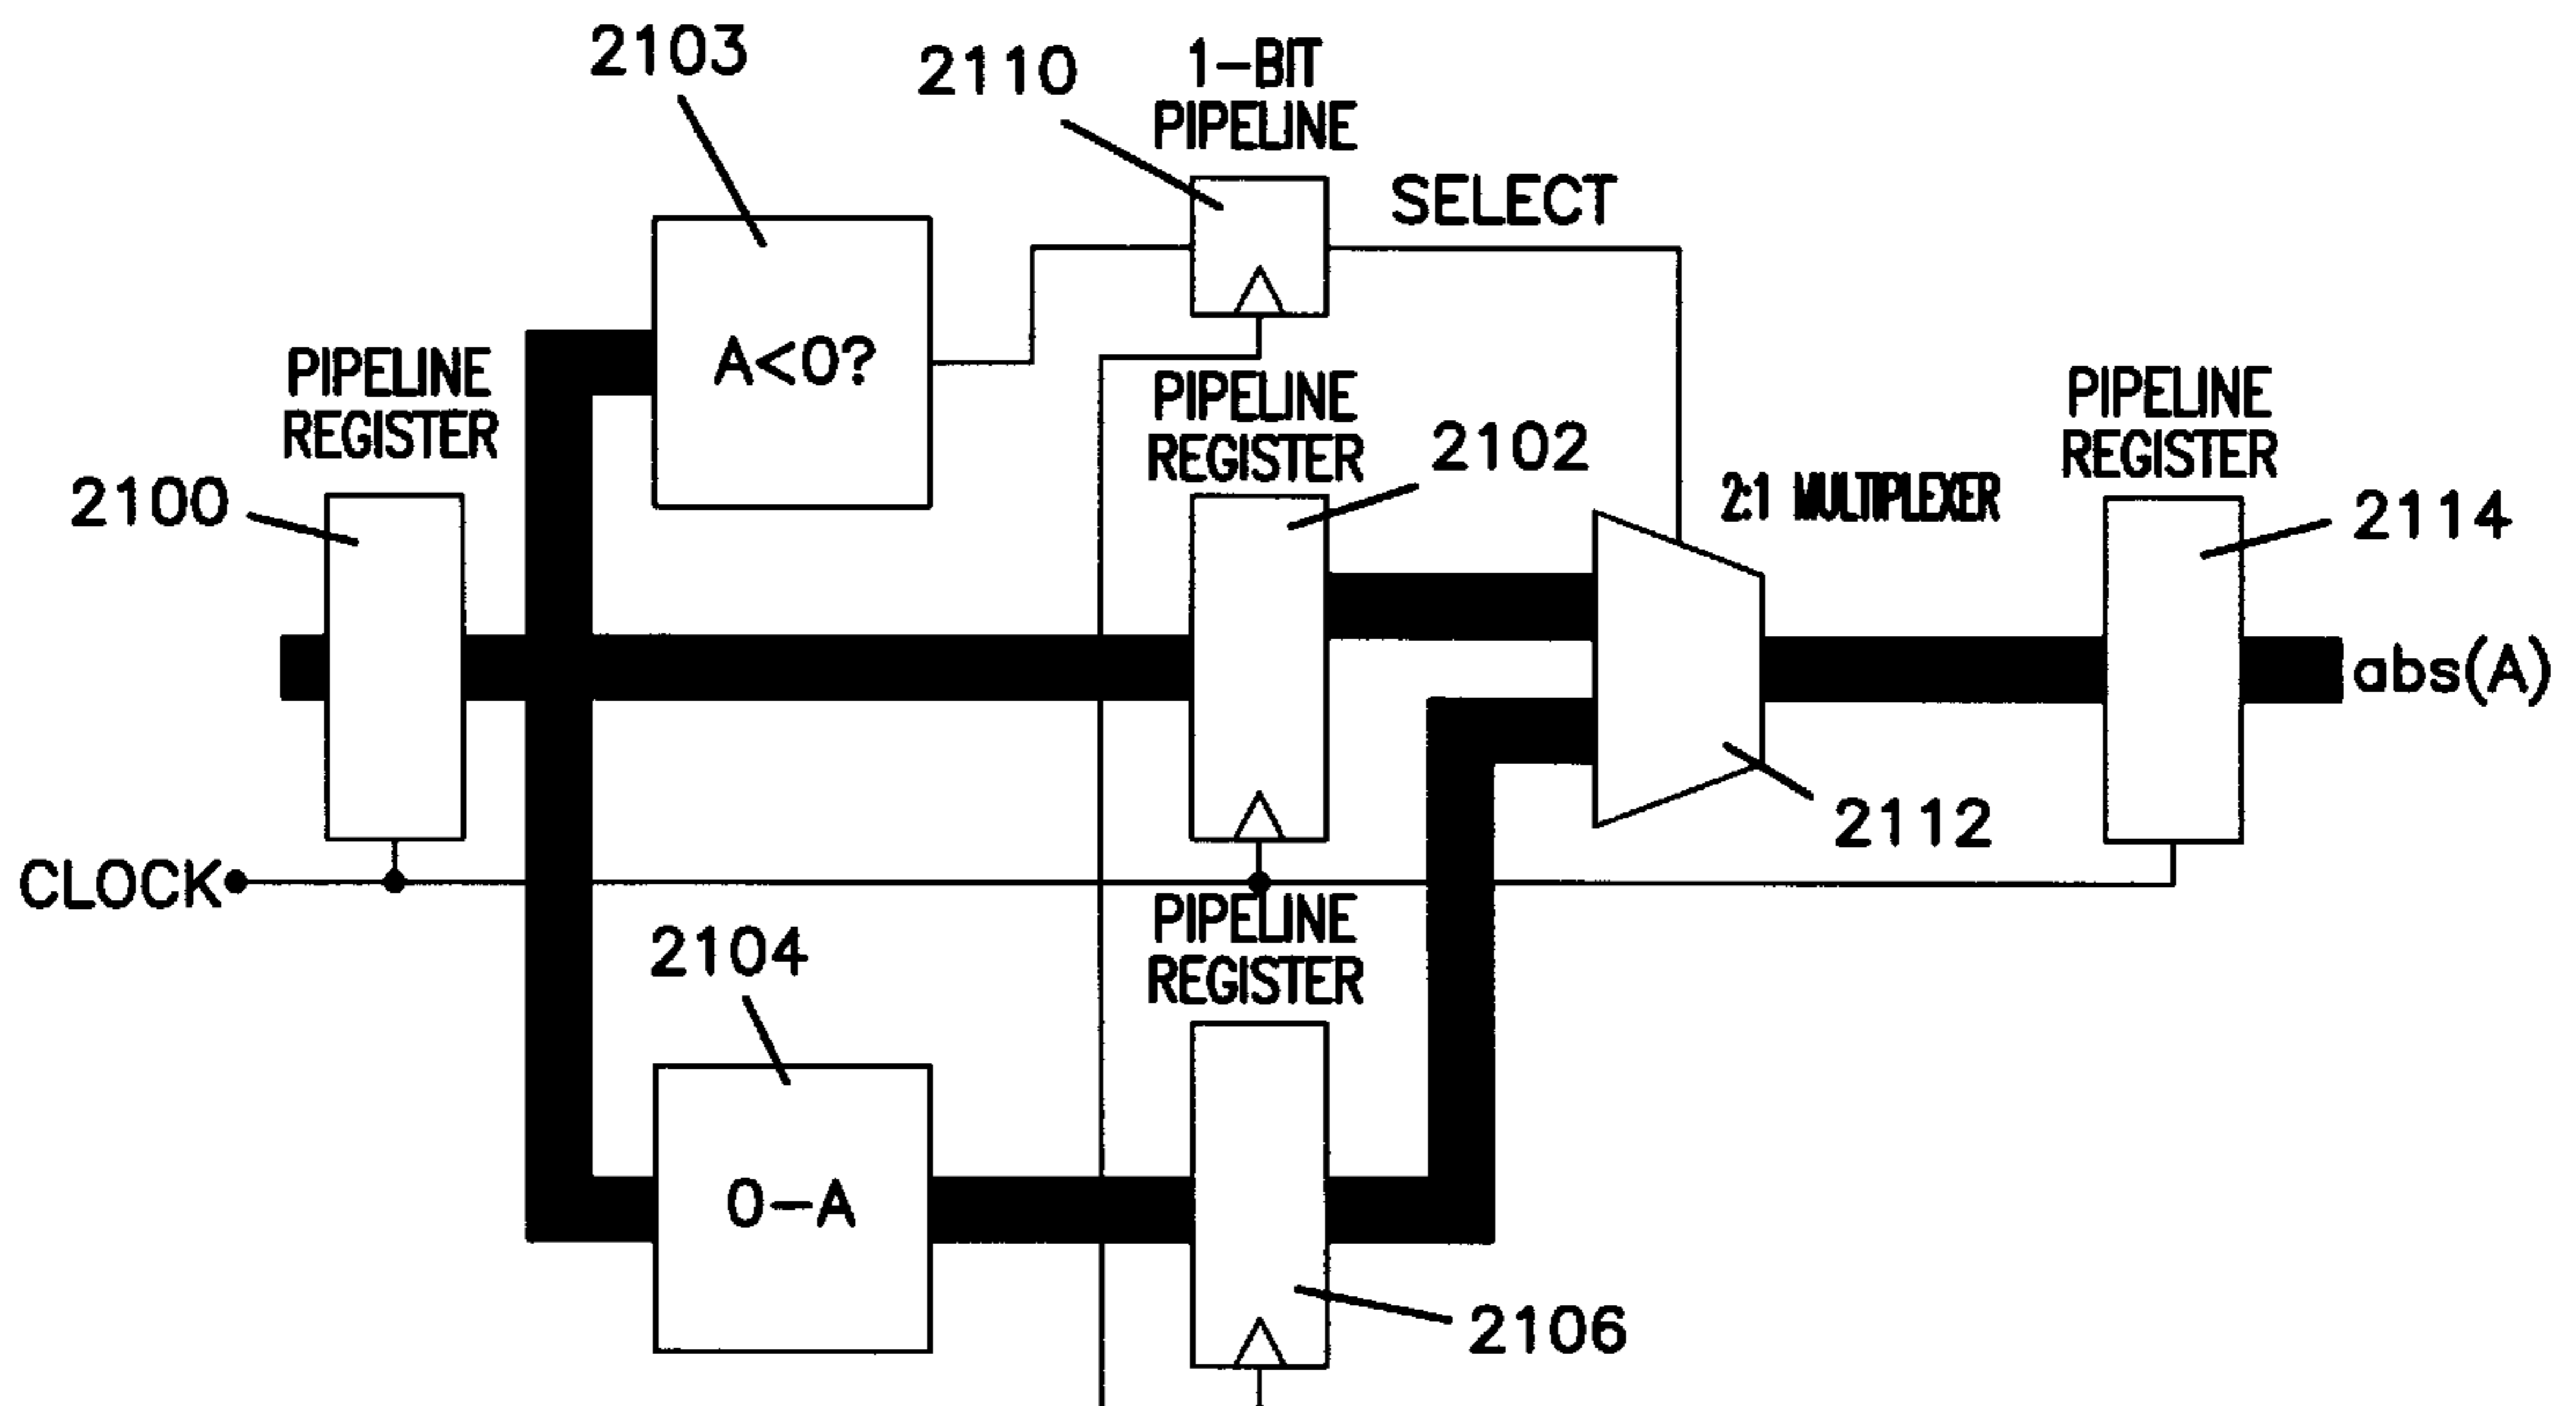 2103
2110
1-BIT
PIPELINE
SELECT
A<0?
PIPELINE
REGISTER
2100
PIPELINE
REGISTER
2102
2:1 MULTIPLEXER
PIPELINE
REGISTER
2114
abs(A)
2112
CLOCK
2104
PIPELINE
REGISTER
0-A
2106